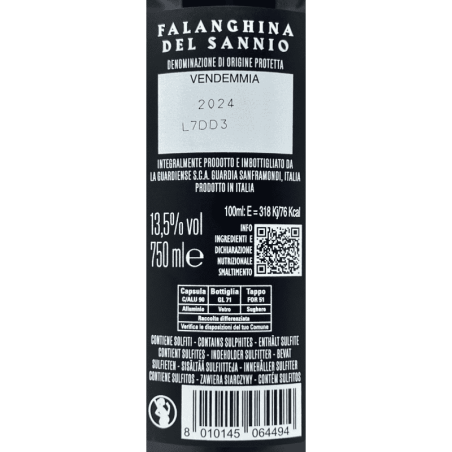 FALANGHINA
DEL SANNIO
DENOMINAZIONE DI ORIGINE PROTETTA
VENDEMMIA
2024
L7DD3
INTEGRALMENTE PRODOTTO E IMBOTTIGLIATO DA
LA GUARDIENSE S.C.A. GUARDIA SANFRAMONDI, ITALIA
PRODOTTO IN ITALIA
100ml: E = 318 Kj/76 Kcal
13,5% vol
750 ml e
INFO
INGREDIENTI E
DICHIARAZIONE
NUTRIZIONALE
SMALTIMENTO
Capsula Bottiglia Tappo
C/ALU 90 GL 71 FOR 51
Alluminio Vetro Sughero
Raccolta differenziata
Verifica le disposizioni del tuo Comune
CONTIENE SOLFITI - CONTAINS SULPHITES - ENTHÄLT SULFITE
CONTIENT SULFITES - INDEHOLDER SULFITTER - BEVAT
SULFIETEN - SISÄLTÄÄ SULFIITTEJA - INNEHÅLLER SULFITER
CONTIENE SULFITOS - ZAWIERA SIARCZYNY - CONTÉM SULFITOS
8 010145 064494